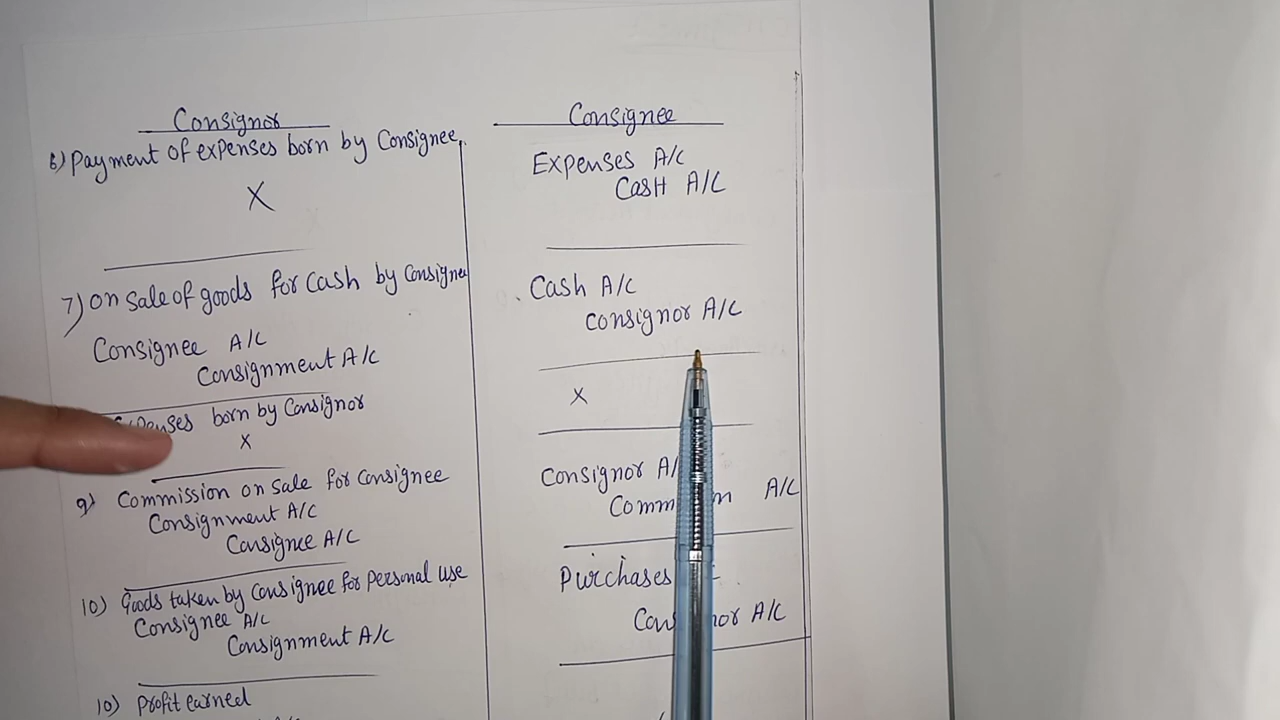 Consignor
6) Payment of expenses born by Consignee
X
7) on sale of goods for cash by Consignee
Consignee A/C
Consignment A/C
born by Consignor
X
9) Commission on sale for consignee
Consignment A/C
Consignee A/C
10) Goods taken by Consignee for personal use
Consignee A/C
Consignment A/C
10) Profit earned
Consignee
Expenses A/C
Cash A/C
Cash A/C
Consignor A/C
X
Consignor
A/C
Purchases
A/C